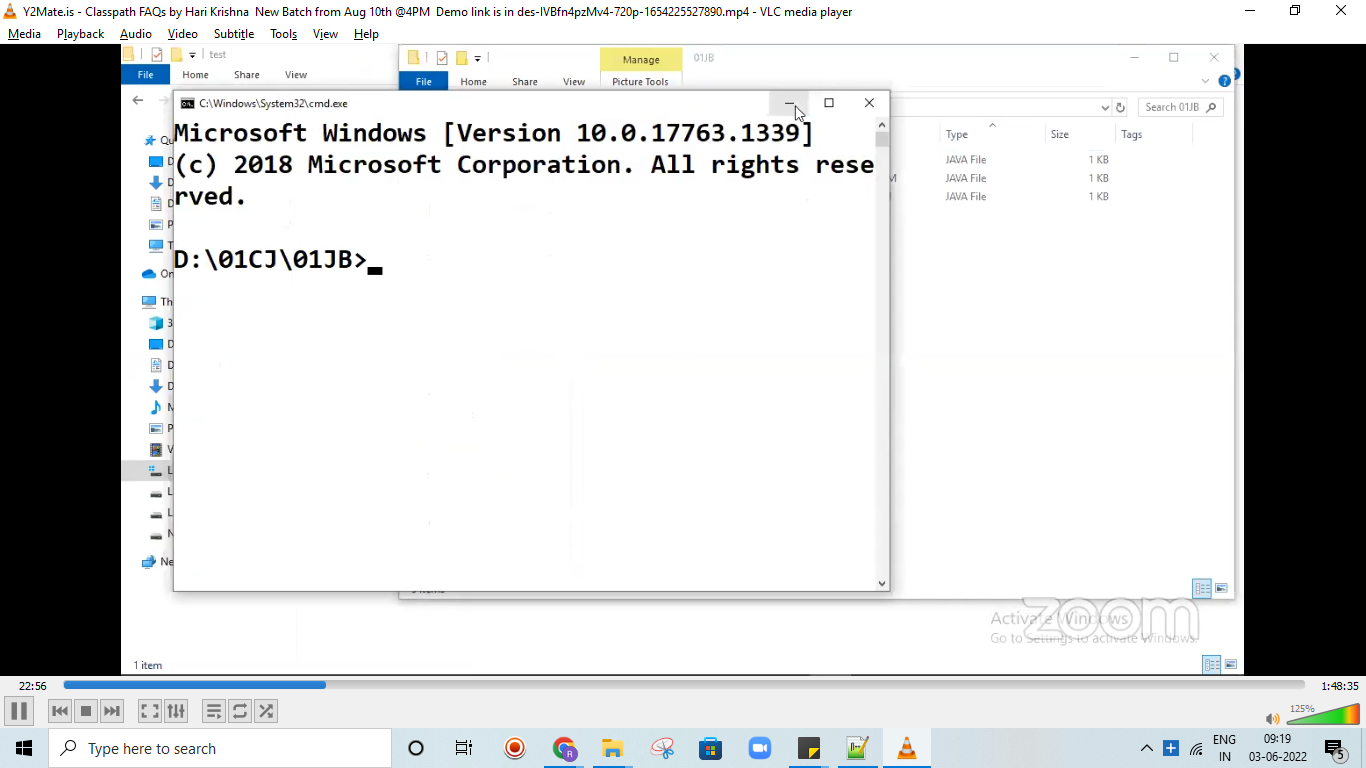 Y2Mate.is - Classpath FAQs by Hari Krishna  New Batch from Aug 10th @4PM  Demo link is in des-IVBfn4pzMv4-720p-1654225527890.mp4 - VLC media player
Media Playback Audio Video Subtitle Tools View Help
test
Manage 01JB
File Home Share View
File Home Share View Picture Tools
C:\Windows\System32\cmd.exe
Search 01JB
Microsoft Windows [Version 10.0.17763.1339]
(c) 2018 Microsoft Corporation. All rights rese
rved.
D:\01CJ\01JB>
Type Size Tags
JAVA File 1 KB
JAVA File 1 KB
JAVA File 1 KB
zoom
Activate Windows
Go to Settings to activate Windows.
1 item
22:56 1:48:35
125%
Type here to search
ENG
IN
09:19
03-06-2022
5